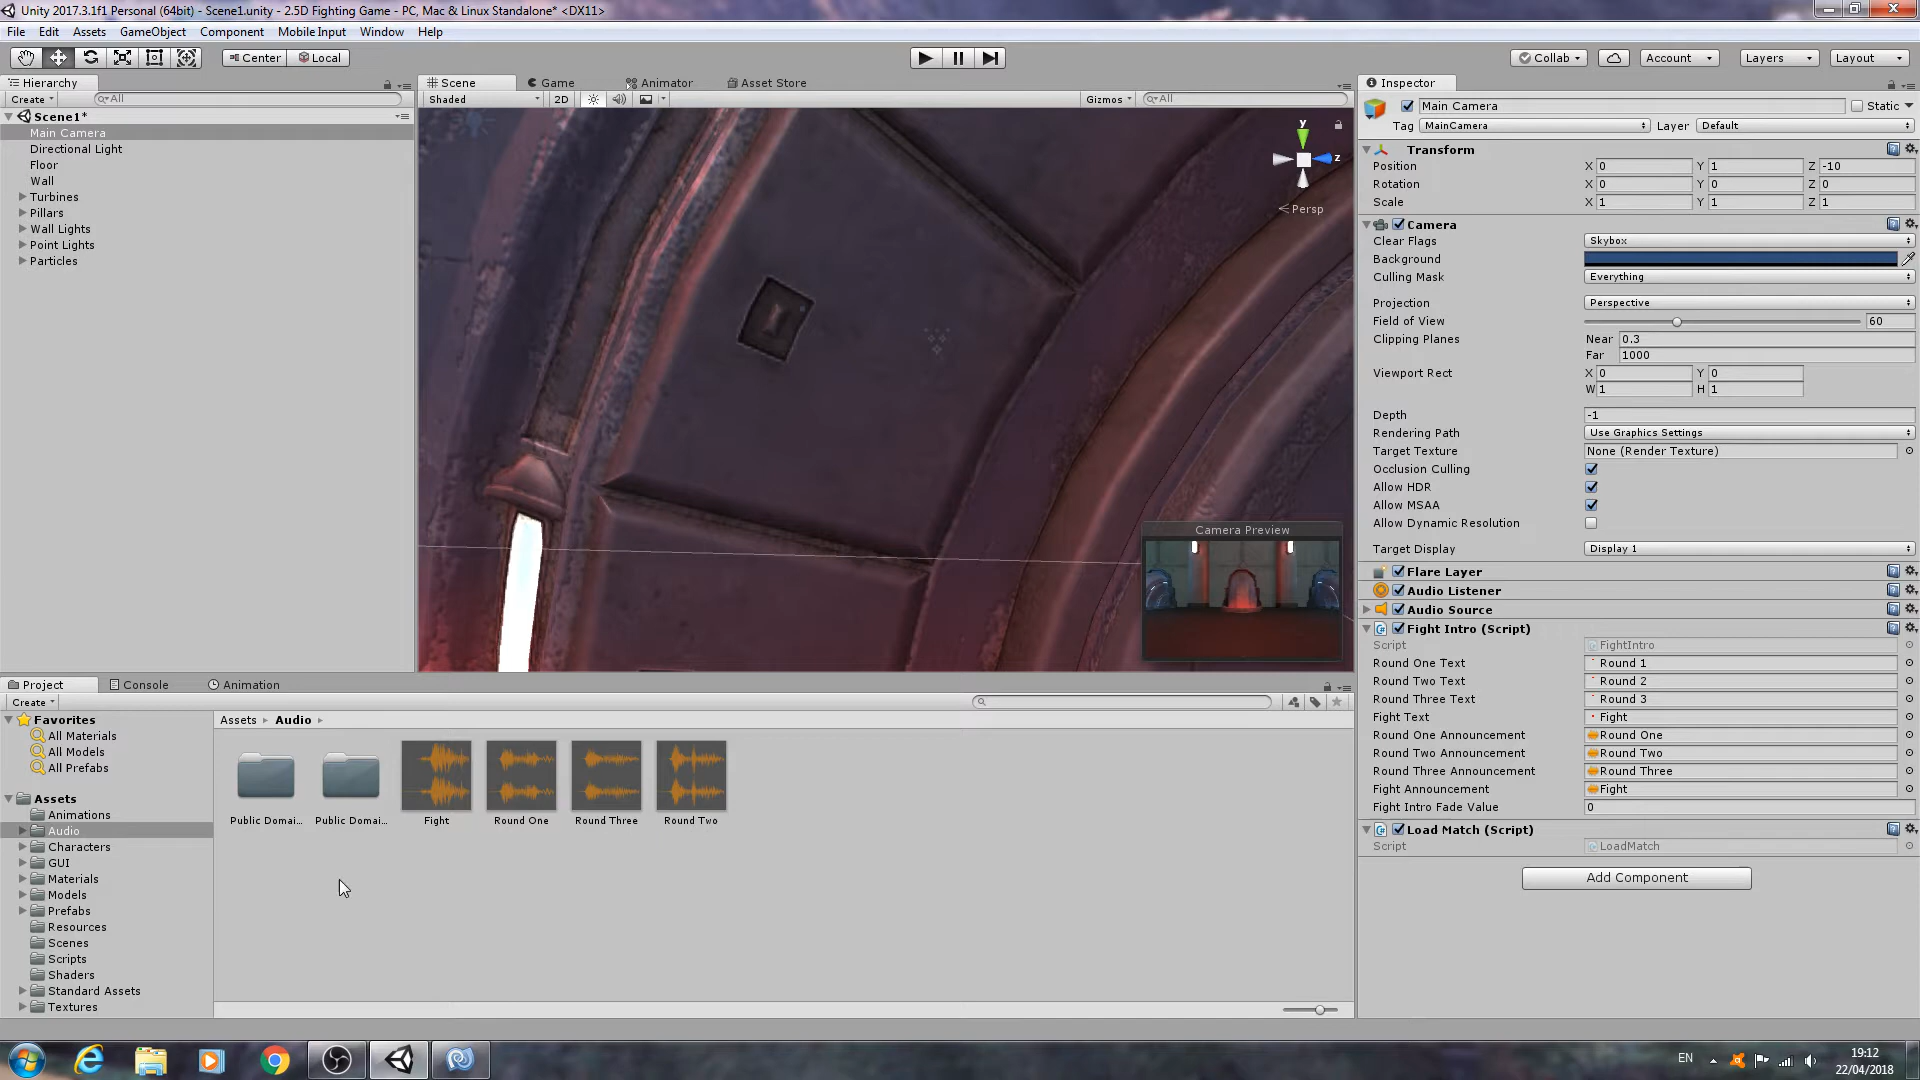 Unity 2017.3.1f1 Personal (64bit) - Scene1.unity - 2.5D Fighting Game - PC, Mac & Linux Standalone* <DX11>
File Edit Assets GameObject Component Mobile Input Window Help
Center Local
Collab Account Layers Layout
Hierarchy
Create All
Scene1*
Main Camera
Directional Light
Floor
Wall
Turbines
Pillars
Wall Lights
Point Lights
Particles
Scene Game Animator Asset Store
Shaded 2D Gizmos All
y
z
Persp
Camera Preview
Inspector
Main Camera Static
Tag MainCamera Layer Default
Transform
Position X 0 Y 1 Z -10
Rotation X 0 Y 0 Z 0
Scale X 1 Y 1 Z 1
Camera
Clear Flags Skybox
Background
Culling Mask Everything
Projection Perspective
Field of View 60
Clipping Planes Near 0.3
Far 1000
Viewport Rect X 0 Y 0
W 1 H 1
Depth -1
Rendering Path Use Graphics Settings
Target Texture None (Render Texture)
Occlusion Culling
Allow HDR
Allow MSAA
Allow Dynamic Resolution
Target Display Display 1
Flare Layer
Audio Listener
Audio Source
Fight Intro (Script)
Script FightIntro
Round One Text Round 1
Round Two Text Round 2
Round Three Text Round 3
Fight Text Fight
Round One Announcement Round One
Round Two Announcement Round Two
Round Three Announcement Round Three
Fight Announcement Fight
Fight Intro Fade Value 0
Load Match (Script)
Script LoadMatch
Add Component
Project Console Animation
Create
Favorites
All Materials
All Models
All Prefabs
Assets
Animations
Audio
Characters
GUI
Materials
Models
Prefabs
Resources
Scenes
Scripts
Shaders
Standard Assets
Textures
Assets Audio
Public Domai... Public Domai... Fight Round One Round Three Round Two
EN
19:12
22/04/2018